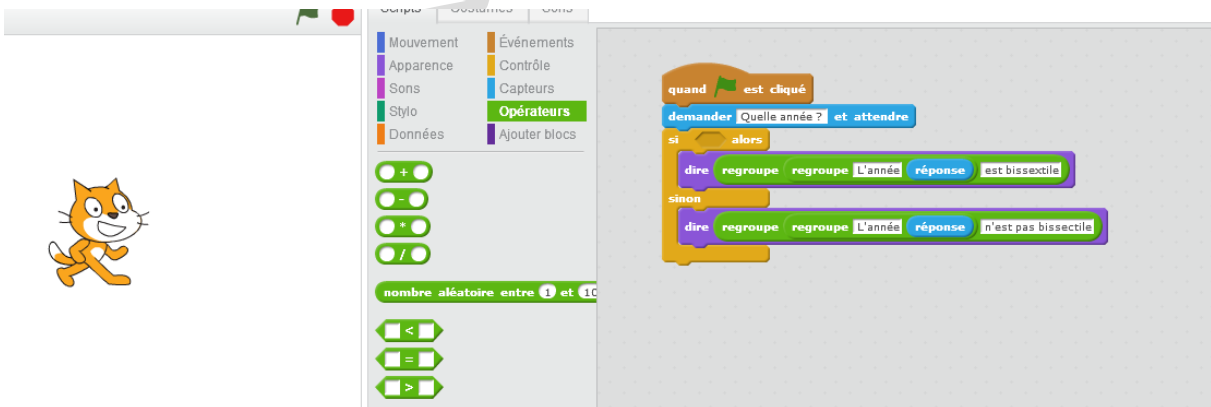 Scripts Costumes Sons
Mouvement Événements
Apparence Contrôle
Sons Capteurs
Stylo Opérateurs
Données Ajouter blocs
+
-
*
/
nombre aléatoire entre 1 et 10
<
=
>
quand est cliqué
demander Quelle année ? et attendre
si alors
dire regroupe regroupe L'année réponse est bissextile
sinon
dire regroupe regroupe L'année réponse n'est pas bissectile